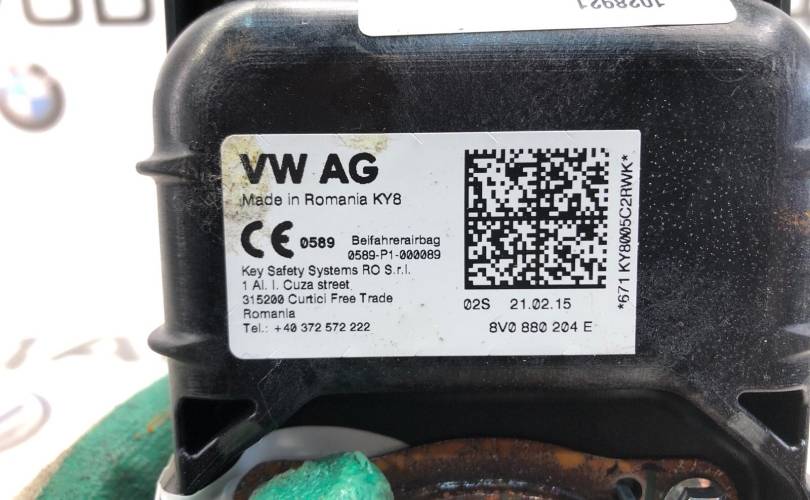 1028921
VW AG
Made in Romania KY8
CE 0589 Beifahrerairbag
0589-P1-000089
Key Safety Systems RO S.r.l.
1 Al. I. Cuza street
315200 Curtici Free Trade
Romania
Tel.: +40 372 572 222
02S 21.02.15
8V0 880 204 E
*671 KY8005C2RWK*